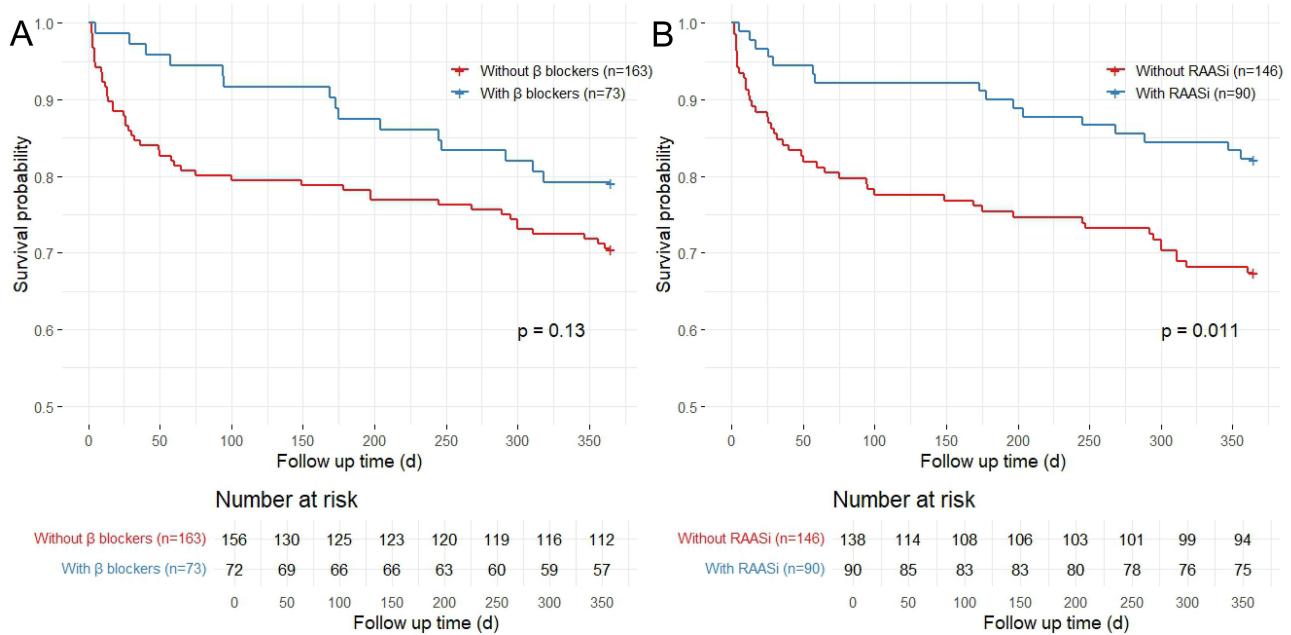 A
Survival probability
1.0
0.9
0.8
0.7
0.6
0.5
Without β blockers (n=163)
With β blockers (n=73)
p = 0.13
0 50 100 150 200 250 300 350
Follow up time (d)
Number at risk
Without β blockers (n=163) 156 130 125 123 120 119 116 112
With β blockers (n=73) 72 69 66 66 63 60 59 57
0 50 100 150 200 250 300 350
Follow up time (d)
B
Survival probability
1.0
0.9
0.8
0.7
0.6
0.5
Without RAASi (n=146)
With RAASi (n=90)
p = 0.011
0 50 100 150 200 250 300 350
Follow up time (d)
Number at risk
Without RAASi (n=146) 138 114 108 106 103 101 99 94
With RAASi (n=90) 90 85 83 83 80 78 76 75
0 50 100 150 200 250 300 350
Follow up time (d)